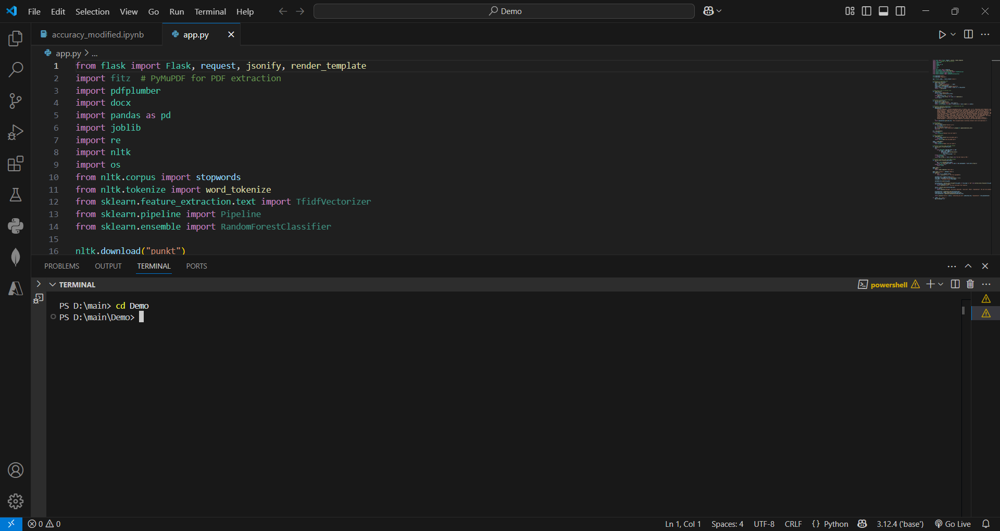 File Edit Selection View Go Run Terminal Help
Demo
accuracy_modified.ipynb
app.py
app.py > ...
1 from flask import Flask, request, jsonify, render_template
2 import fitz # PyMuPDF for PDF extraction
3 import pdfplumber
4 import docx
5 import pandas as pd
6 import joblib
7 import re
8 import nltk
9 import os
10 from nltk.corpus import stopwords
11 from nltk.tokenize import word_tokenize
12 from sklearn.feature_extraction.text import TfidfVectorizer
13 from sklearn.pipeline import Pipeline
14 from sklearn.ensemble import RandomForestClassifier
15
16 nltk.download("punkt")
PROBLEMS OUTPUT TERMINAL PORTS
TERMINAL
powershell
PS D:\main> cd Demo
PS D:\main\Demo>
0 0
Ln 1, Col 1 Spaces: 4 UTF-8 CRLF {} Python 3.12.4 ('base') Go Live